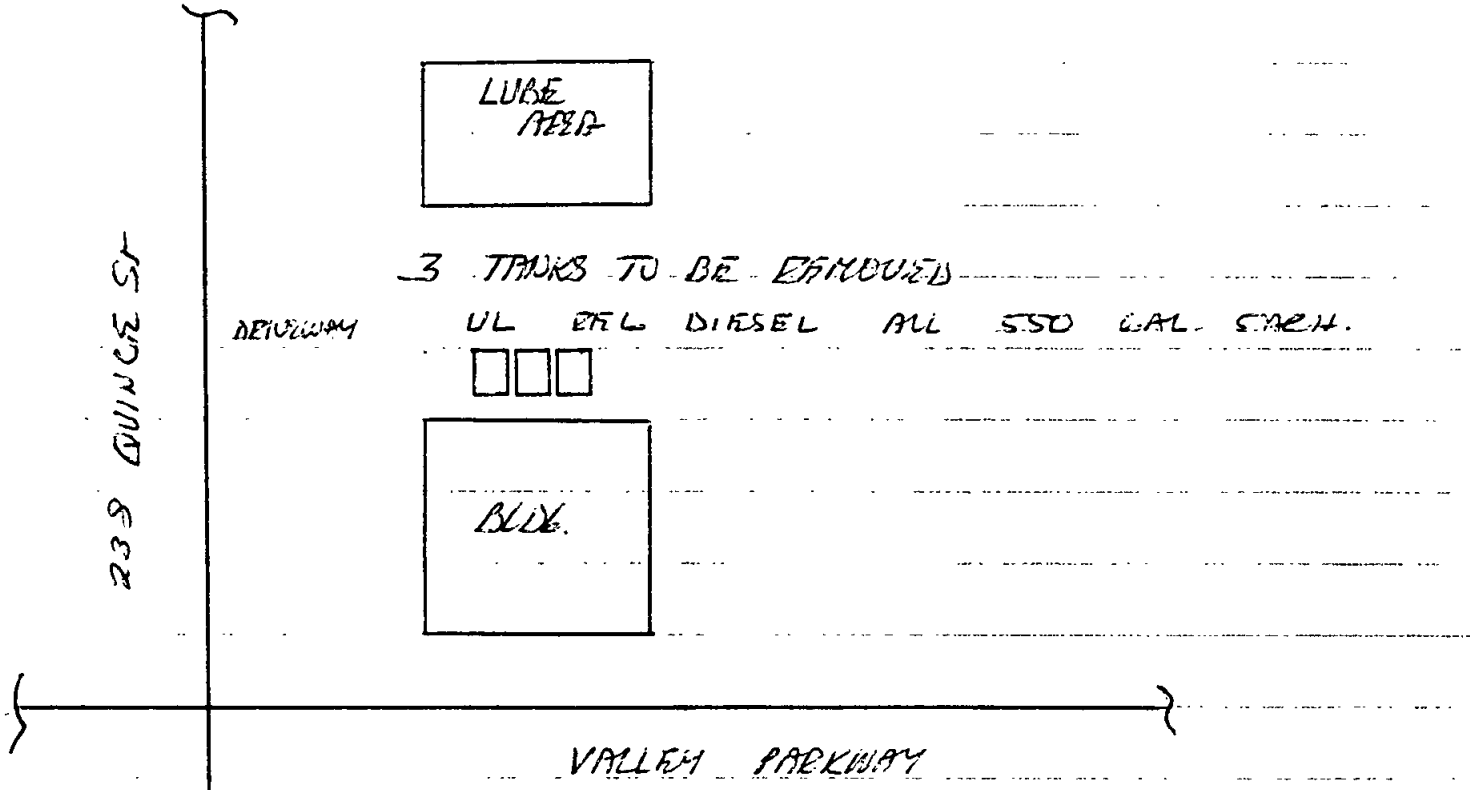 LUBE
AREA
3 TANKS TO BE REMOVED
DRIVEWAY
UL REG DIESEL ALL 550 GAL. EACH.
238 QUINCE ST
BLDG.
VALLEY PARKWAY